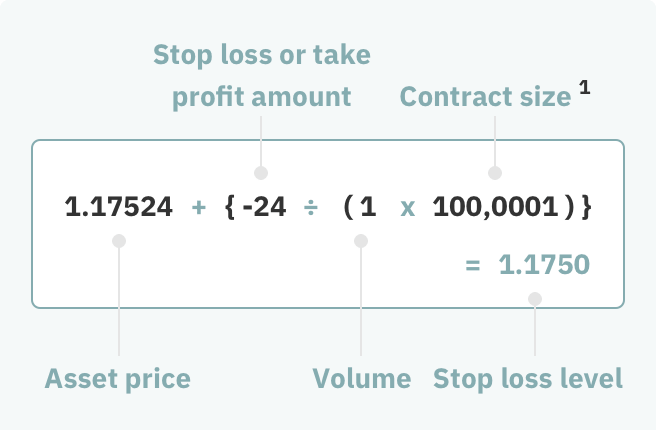 Stop loss or take
profit amount
Contract size 1
1.17524 + { -24 ÷ ( 1 x 100,0001 ) }
= 1.1750
Asset price
Volume
Stop loss level